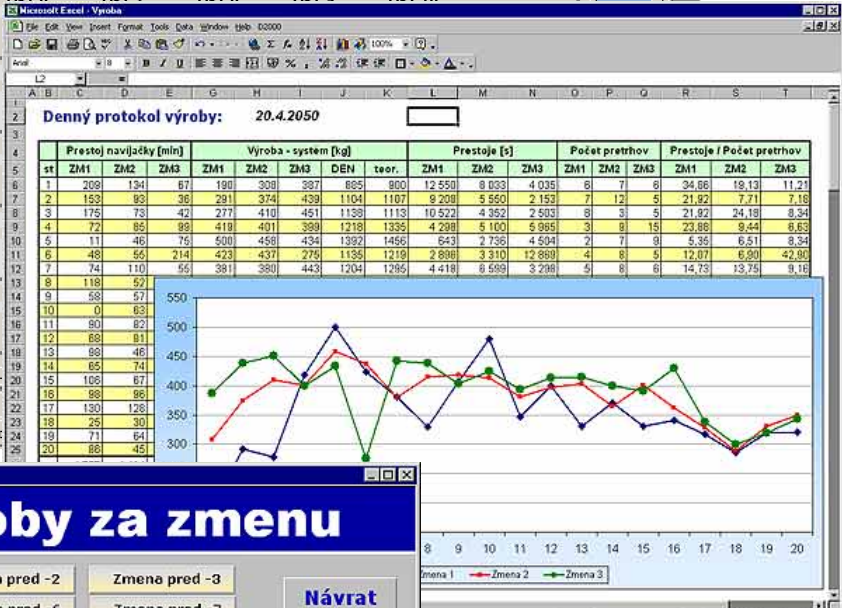 Microsoft Excel - Vyroba
File Edit View Insert Format Tools Data Window Help D2000
100%
Arial 8 B I U
L2 =
A B C D E G H I J K L M N O P Q R S T
Denný protokol výroby: 20.4.2050
Prestoj navíjačky [min] Výroba - system [kg] Prestoje [s] Počet pretrhov Prestoje / Počet pretrhov
st ZM1 ZM2 ZM3 ZM1 ZM2 ZM3 DEN teor. ZM1 ZM2 ZM3 ZM1 ZM2 ZM3 ZM1 ZM2 ZM3
1 209 134 67 190 308 387 885 900 12 550 8 033 4 035 6 7 6 34,86 19,13 11,21
2 153 93 36 291 374 439 1104 1107 9 208 5 550 2 153 7 12 5 21,92 7,71 7,18
3 175 73 42 277 410 451 1138 1113 10 522 4 352 2 503 8 3 5 21,92 24,18 8,34
4 72 85 99 419 401 399 1218 1335 4 298 5 100 5 965 3 9 15 23,88 9,44 6,63
5 11 46 75 500 458 434 1392 1456 643 2 736 4 504 2 7 9 5,35 6,51 8,34
6 48 55 214 423 437 275 1135 1219 2 896 3 310 12 869 4 8 5 12,07 6,90 42,90
7 74 110 55 381 380 443 1204 1295 4 418 6 599 3 298 5 8 6 14,73 13,75 9,16
8 118 52
9 58 57
10 0 63
11 90 82
12 68 81
13 98 46
14 65 74
15 106 67
16 98 96
17 130 128
18 25 30
19 71 64
20 86 45
550
500
450
400
350
300
8 9 10 11 12 13 14 15 16 17 18 19 20
Zmena 1 Zmena 2 Zmena 3
oby za zmenu
pred -2 Zmena pred -3
Návrat